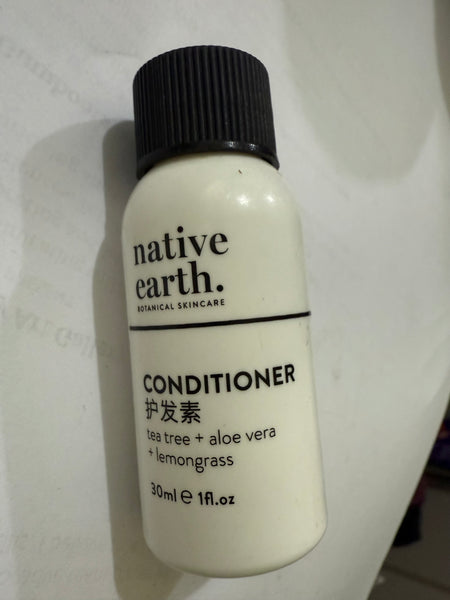 native
earth.
BOTANICAL SKINCARE
CONDITIONER
护发素
tea tree + aloe vera
+ lemongrass
30ml ℮ 1fl.oz